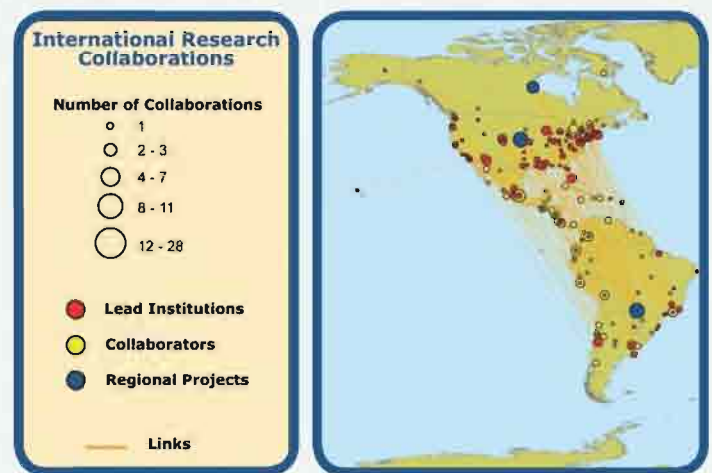 International Research
Collaborations
Number of Collaborations
1
2 - 3
4 - 7
8 - 11
12 - 28
Lead Institutions
Collaborators
Regional Projects
Links